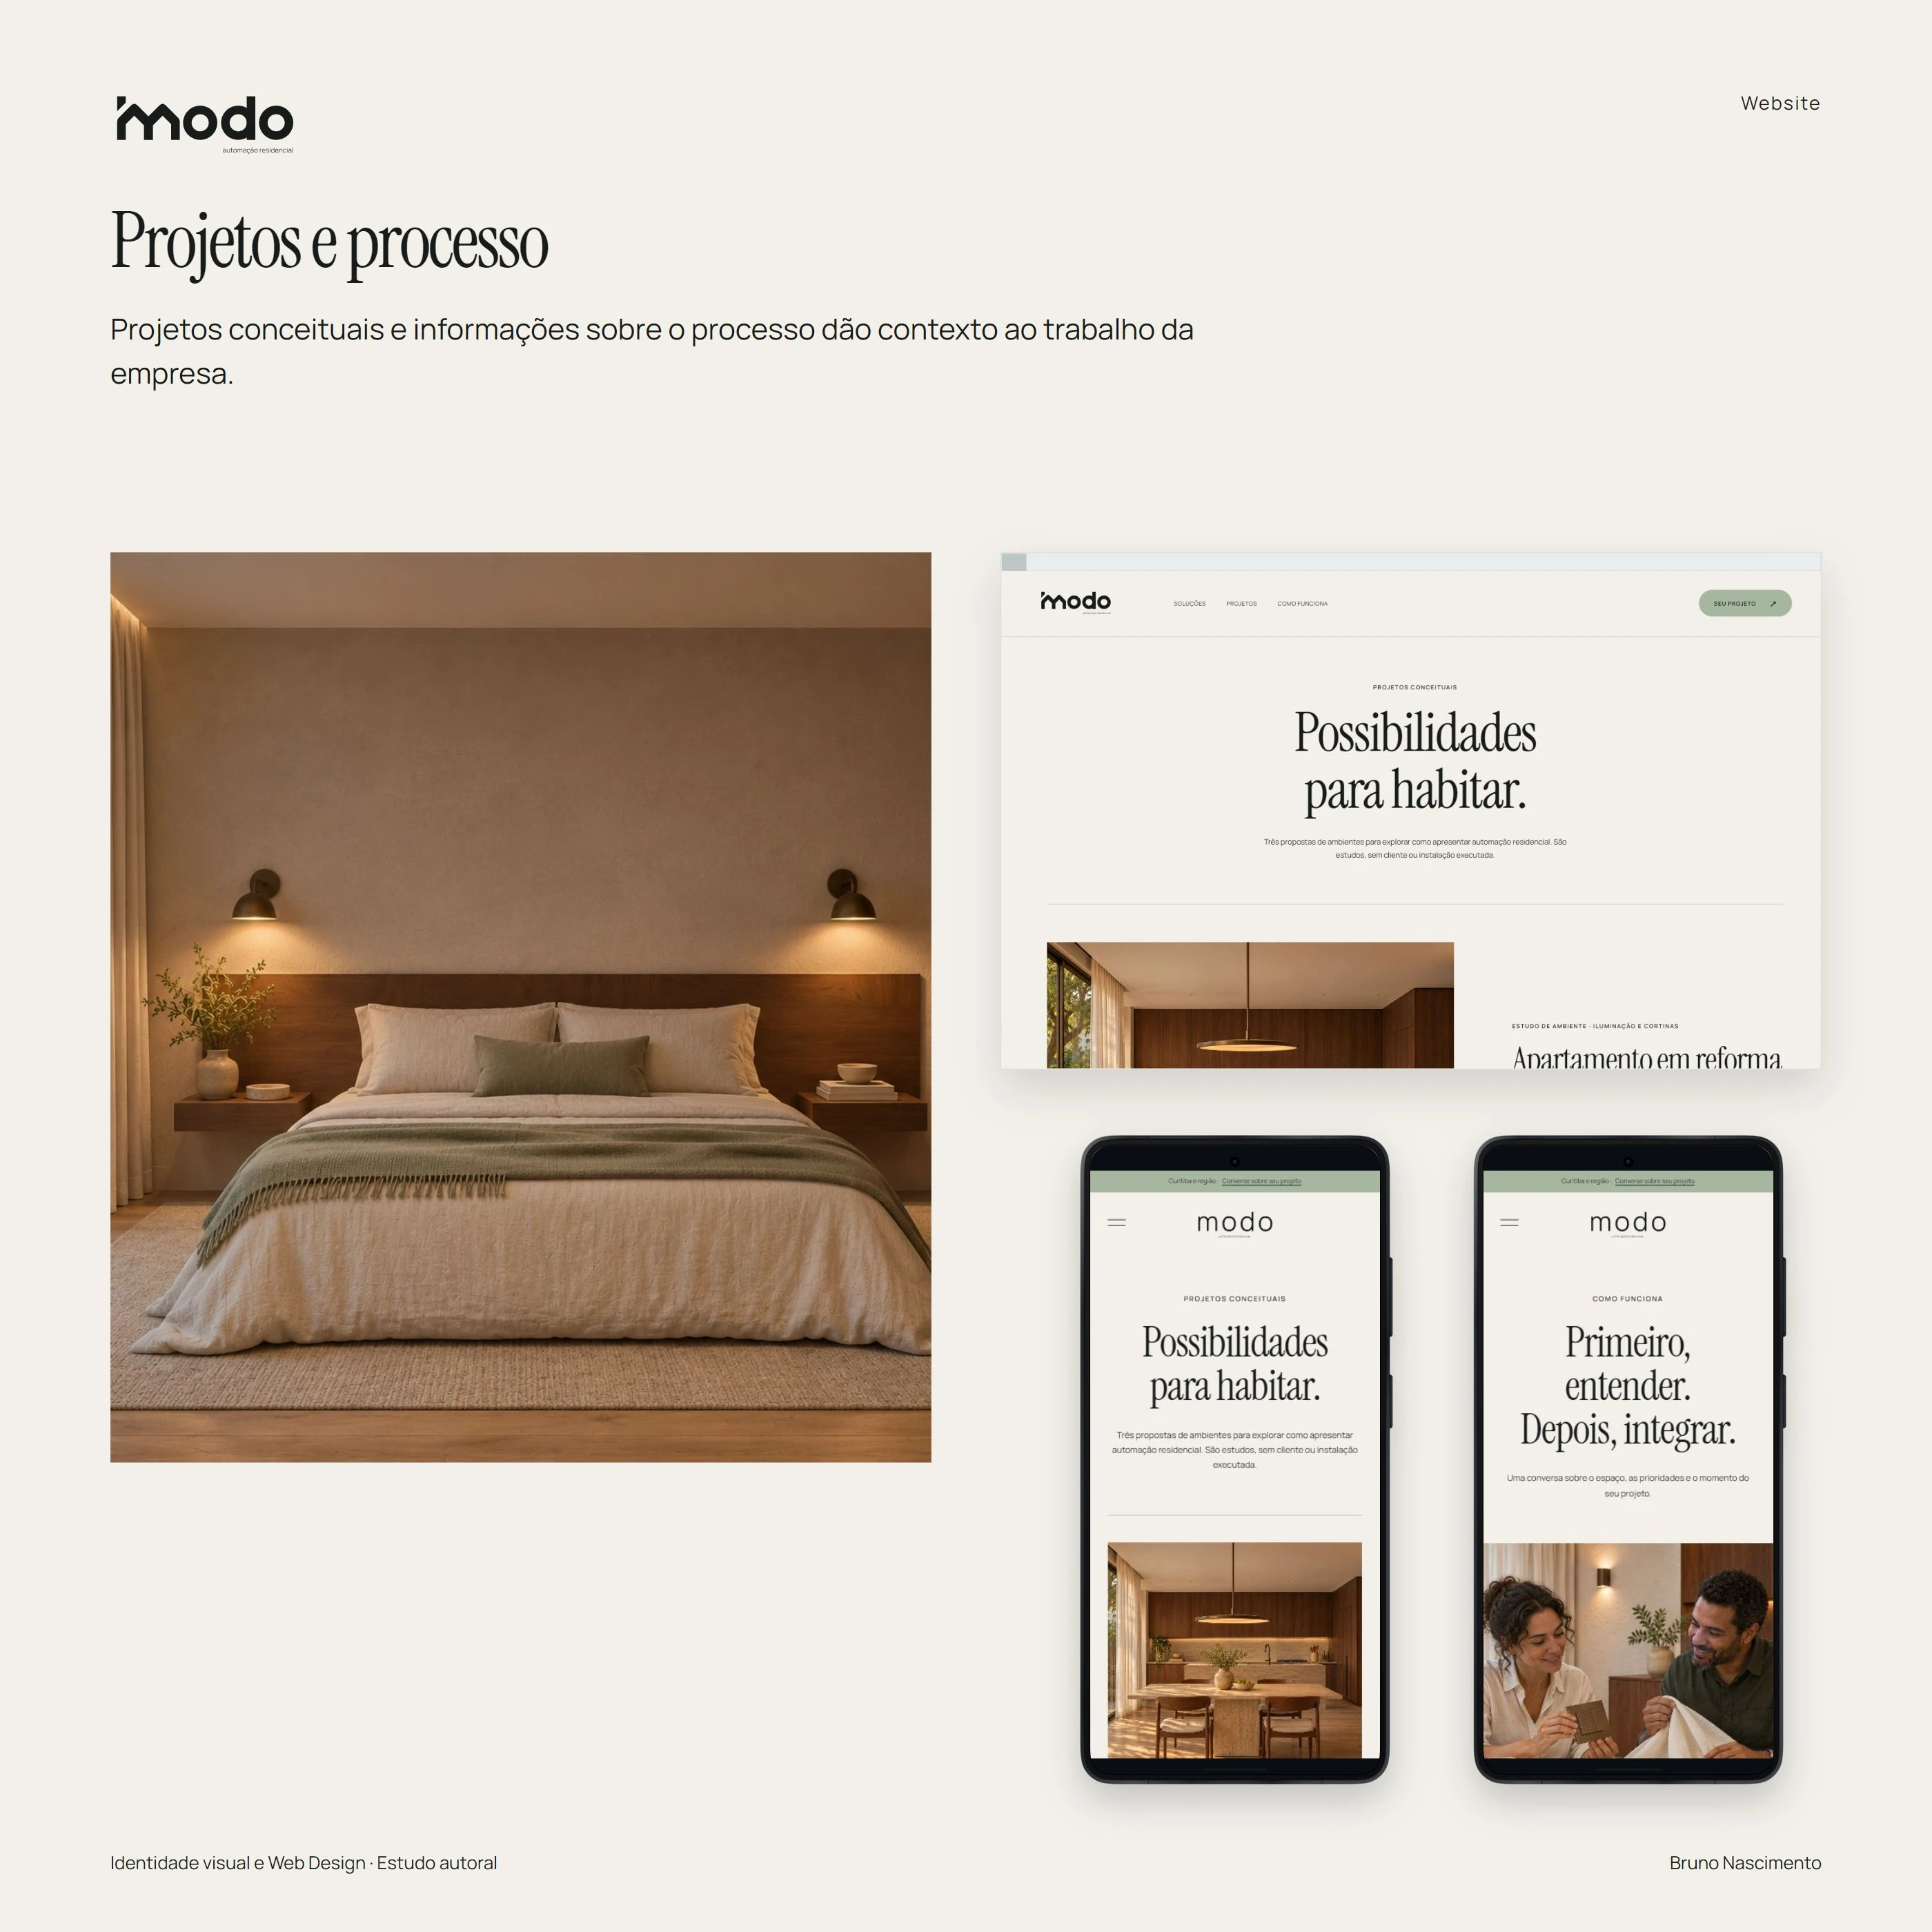 modo
automação residencial
Website
Projetos e processo
Projetos conceituais e informações sobre o processo dão contexto ao trabalho da
empresa.
modo
SOLUÇÕES
PROJETOS
COMO FUNCIONA
SEU PROJETO ↗
PROJETOS CONCEITUAIS
Possibilidades
para habitar.
Três propostas de ambientes para explorar como apresentar automação residencial. São
estudos, sem cliente ou instalação executada.
ESTUDO DE AMBIENTE · ILUMINAÇÃO E CORTINAS
Apartamento em reforma
Curitiba e região · Converse sobre seu projeto
modo
PROJETOS CONCEITUAIS
Possibilidades
para habitar.
Três propostas de ambientes para explorar como apresentar
automação residencial. São estudos, sem cliente ou instalação
executada.
Curitiba e região · Converse sobre seu projeto
modo
COMO FUNCIONA
Primeiro,
entender.
Depois, integrar.
Uma conversa sobre o espaço, as prioridades e o momento do
seu projeto.
Identidade visual e Web Design · Estudo autoral
Bruno Nascimento